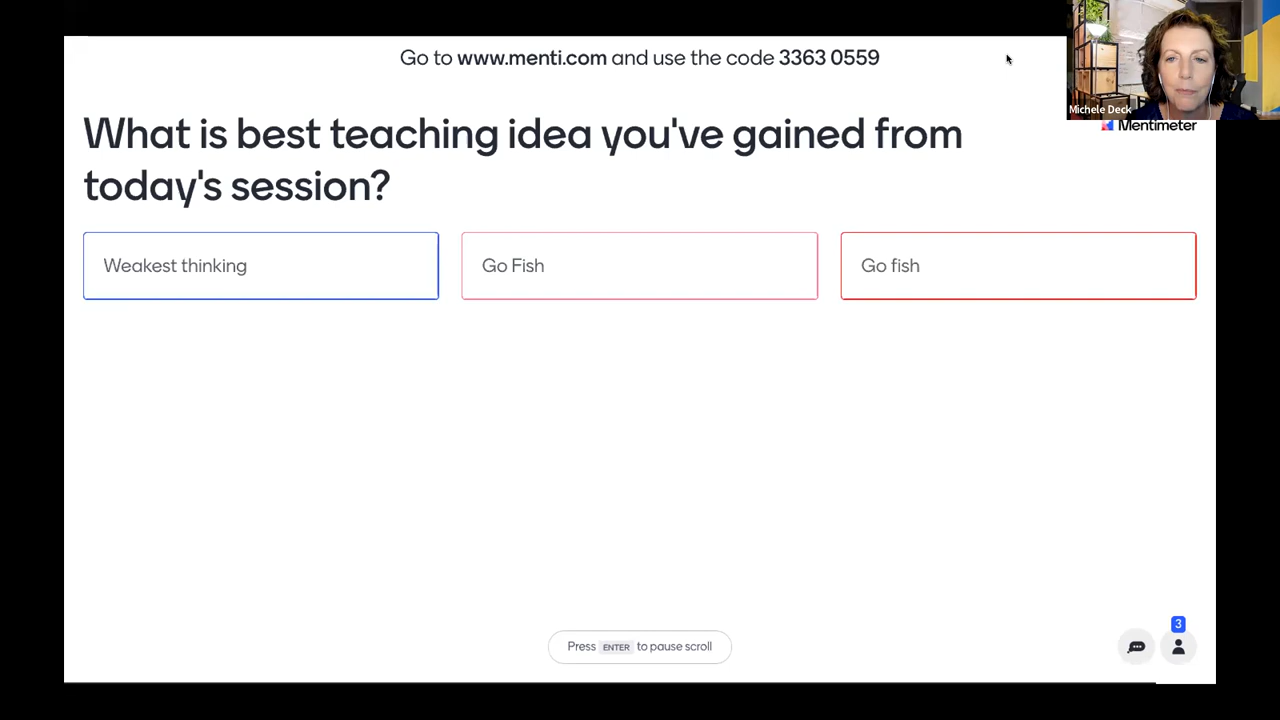 Go to www.menti.com and use the code 3363 0559
Michele Deck
Mentimeter
What is best teaching idea you've gained from
today's session?
Weakest thinking
Go Fish
Go fish
3
Press ENTER to pause scroll